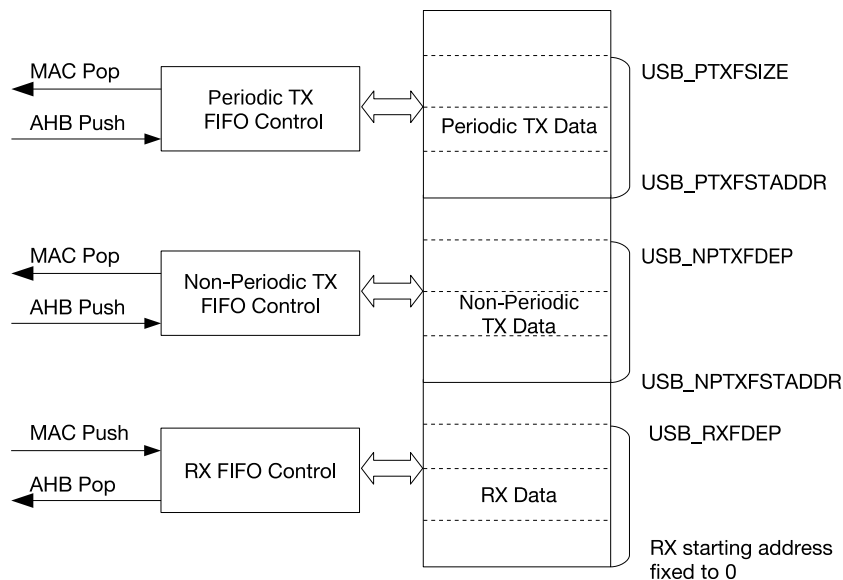 MAC Pop
AHB Push
Periodic TX
FIFO Control
Periodic TX Data
USB_PTXFSIZE
USB_PTXFSTADDR
MAC Pop
AHB Push
Non-Periodic TX
FIFO Control
Non-Periodic
TX Data
USB_NPTXFDEP
USB_NPTXFSTADDR
MAC Push
AHB Pop
RX FIFO Control
RX Data
USB_RXFDEP
RX starting address
fixed to 0